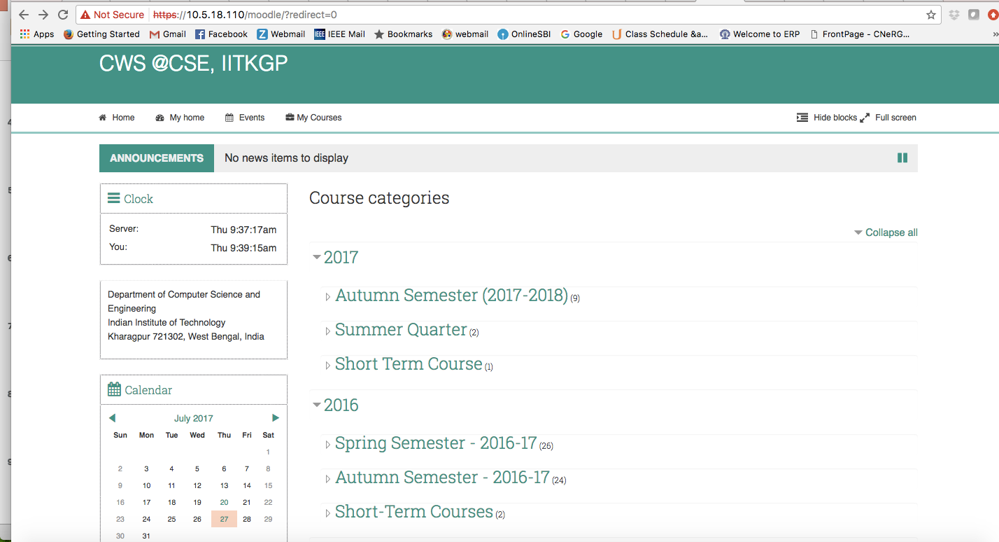 Not Secure https://10.5.18.110/moodle/?redirect=0
Apps Getting Started Gmail Facebook Webmail IEEE Mail Bookmarks webmail OnlineSBI Google Class Schedule &a... Welcome to ERP FrontPage - CNeRG... »
CWS @CSE, IITKGP
Home My home Events My Courses Hide blocks Full screen
ANNOUNCEMENTS No news items to display
Clock
Server: Thu 9:37:17am
You: Thu 9:39:15am
Department of Computer Science and
Engineering
Indian Institute of Technology
Kharagpur 721302, West Bengal, India
Calendar
July 2017
Sun Mon Tue Wed Thu Fri Sat
1
2 3 4 5 6 7 8
9 10 11 12 13 14 15
16 17 18 19 20 21 22
23 24 25 26 27 28 29
30 31
Course categories
Collapse all
2017
Autumn Semester (2017-2018) (9)
Summer Quarter (2)
Short Term Course (1)
2016
Spring Semester - 2016-17 (26)
Autumn Semester - 2016-17 (24)
Short-Term Courses (2)